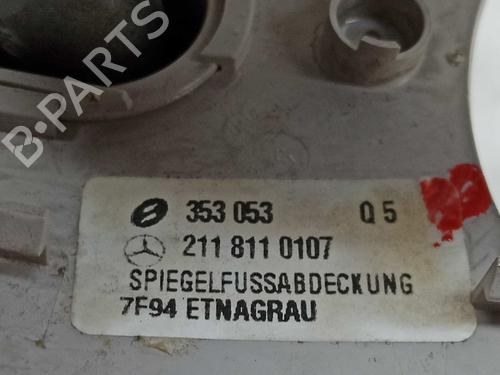 B-PARTS
353 053 Q 5
211 811 0107
SPIEGELFUSSABDECKUNG
7F94 ETNAGRAU